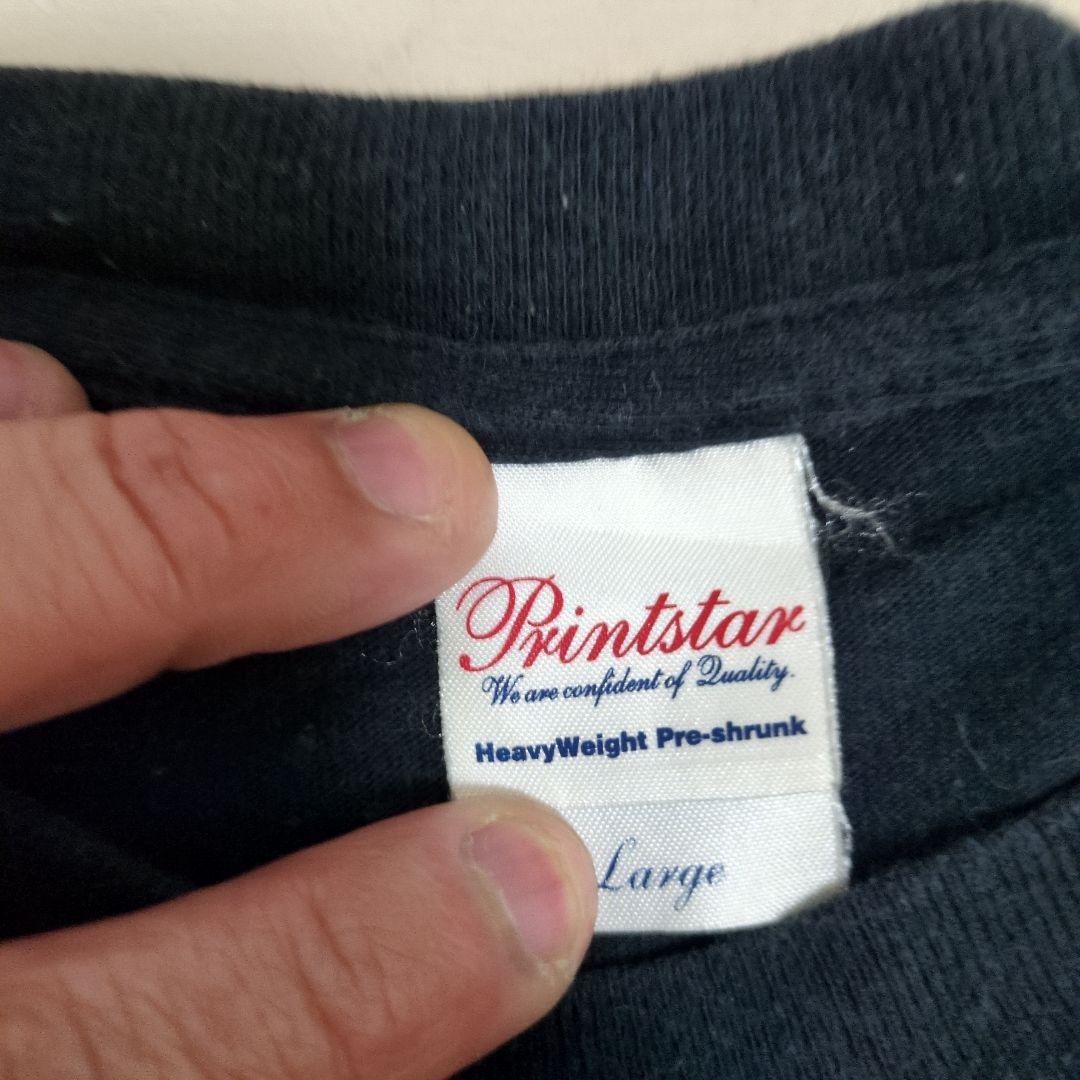 Printstar
We are confident of Quality.
HeavyWeight Pre-shrunk
Large